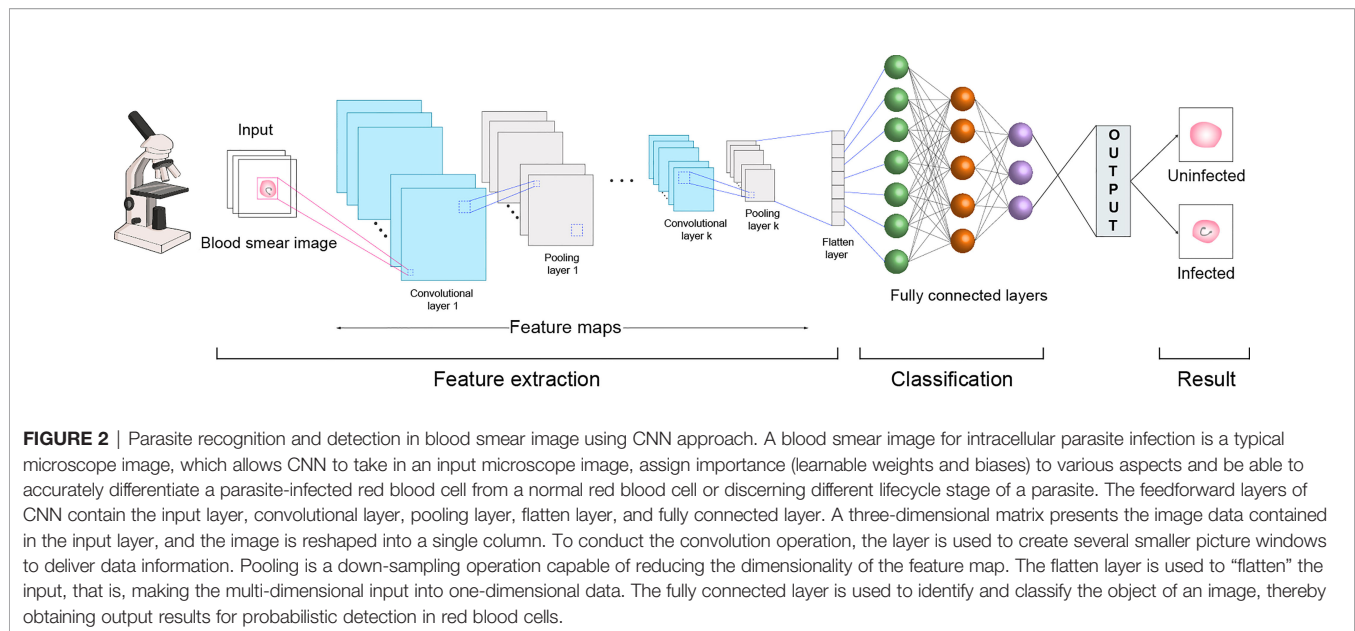 Input
Blood smear image
Convolutional
layer 1
Pooling
layer 1
Convolutional
layer k
Pooling
layer k
Flatten
layer
Fully connected layers
OUTPUT
Uninfected
Infected
Feature maps
Feature extraction
Classification
Result
FIGURE 2 | Parasite recognition and detection in blood smear image using CNN approach. A blood smear image for intracellular parasite infection is a typical
microscope image, which allows CNN to take in an input microscope image, assign importance (learnable weights and biases) to various aspects and be able to
accurately differentiate a parasite-infected red blood cell from a normal red blood cell or discerning different lifecycle stage of a parasite. The feedforward layers of
CNN contain the input layer, convolutional layer, pooling layer, flatten layer, and fully connected layer. A three-dimensional matrix presents the image data contained
in the input layer, and the image is reshaped into a single column. To conduct the convolution operation, the layer is used to create several smaller picture windows
to deliver data information. Pooling is a down-sampling operation capable of reducing the dimensionality of the feature map. The flatten layer is used to “flatten” the
input, that is, making the multi-dimensional input into one-dimensional data. The fully connected layer is used to identify and classify the object of an image, thereby
obtaining output results for probabilistic detection in red blood cells.